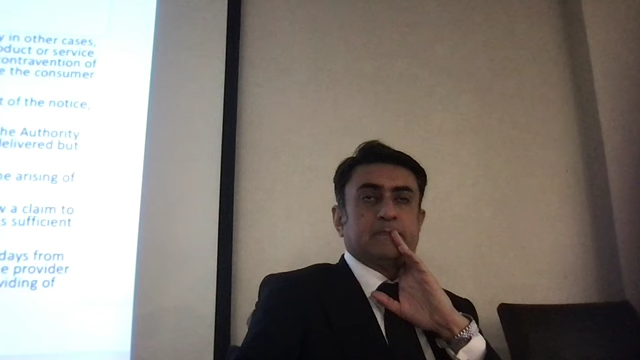 y in other cases,
oduct or service
contravention of
e the consumer
t of the notice,
he Authority
delivered but
he arising of
w a claim to
s sufficient
days from
e provider
viding of